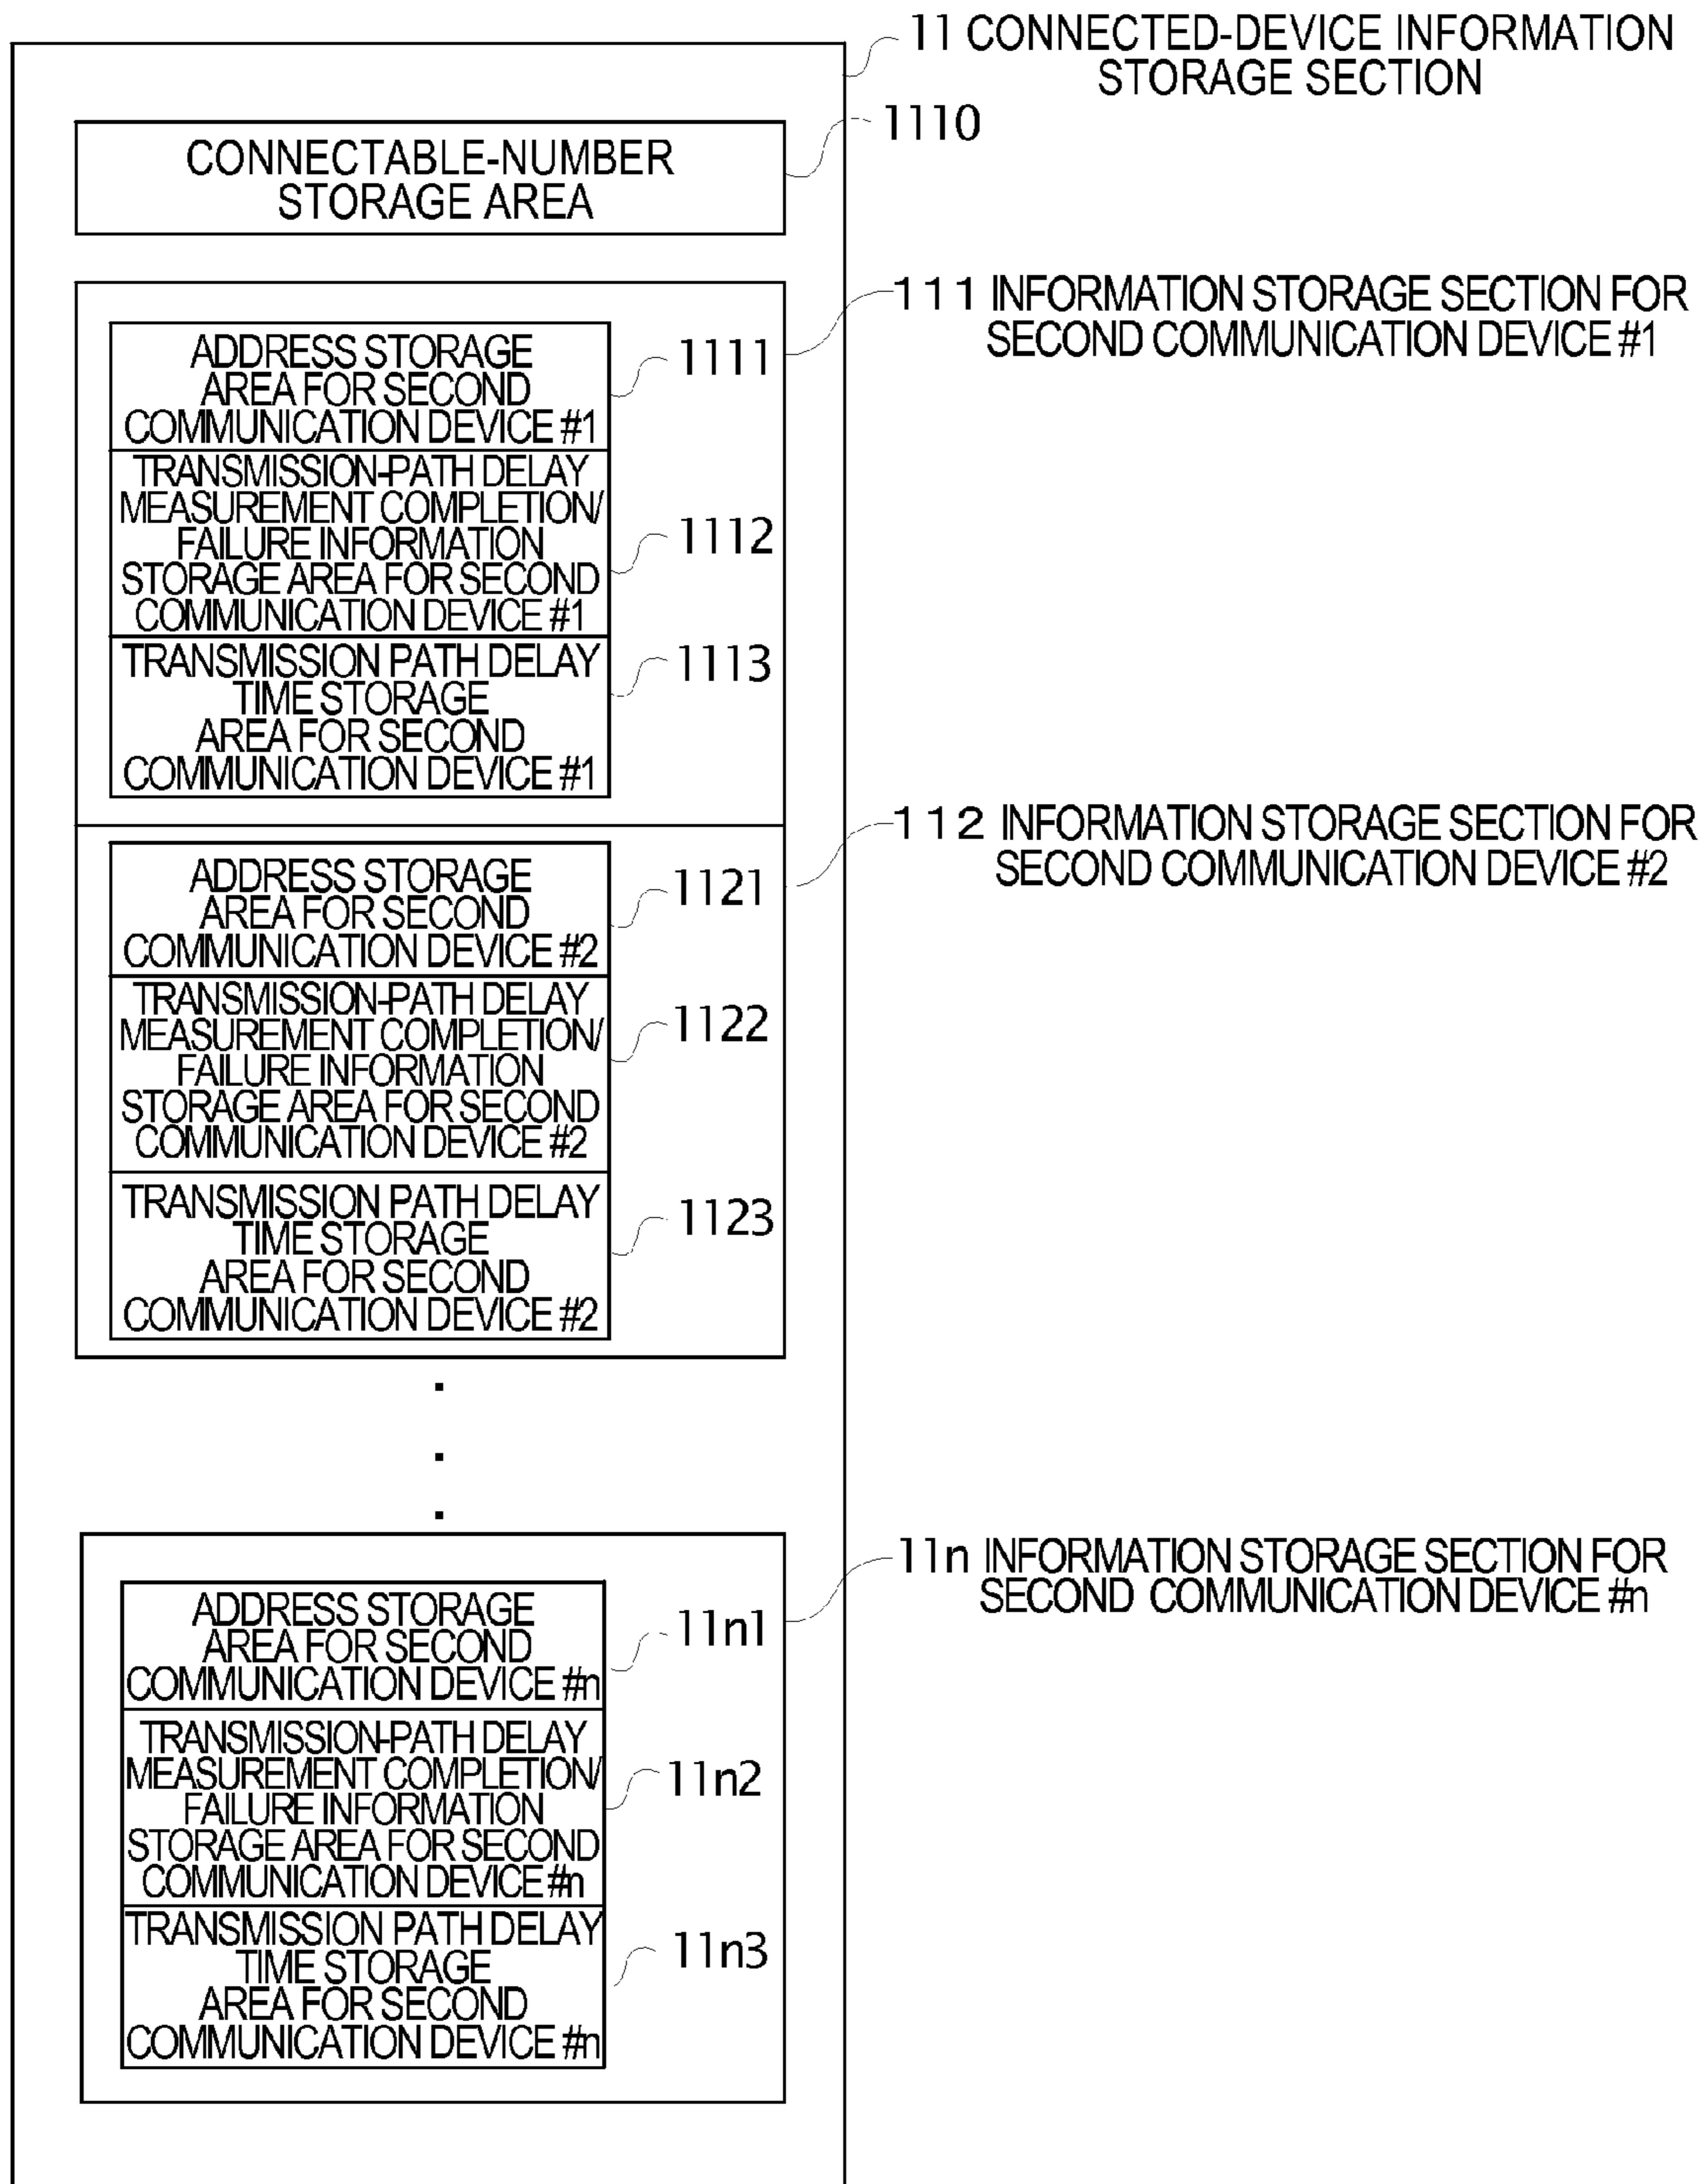 11 CONNECTED-DEVICE INFORMATION
STORAGE SECTION
1110
CONNECTABLE-NUMBER
STORAGE AREA
111 INFORMATION STORAGE SECTION FOR
SECOND COMMUNICATION DEVICE #1
ADDRESS STORAGE
AREA FOR SECOND
COMMUNICATION DEVICE #1
1111
TRANSMISSION-PATH DELAY
MEASUREMENT COMPLETION/
FAILURE INFORMATION
STORAGE AREA FOR SECOND
COMMUNICATION DEVICE #1
1112
TRANSMISSION PATH DELAY
TIME STORAGE
AREA FOR SECOND
COMMUNICATION DEVICE #1
1113
112 INFORMATION STORAGE SECTION FOR
SECOND COMMUNICATION DEVICE #2
ADDRESS STORAGE
AREA FOR SECOND
COMMUNICATION DEVICE #2
1121
TRANSMISSION-PATH DELAY
MEASUREMENT COMPLETION/
FAILURE INFORMATION
STORAGE AREA FOR SECOND
COMMUNICATION DEVICE #2
1122
TRANSMISSION PATH DELAY
TIME STORAGE
AREA FOR SECOND
COMMUNICATION DEVICE #2
1123
11n INFORMATION STORAGE SECTION FOR
SECOND COMMUNICATION DEVICE #n
ADDRESS STORAGE
AREA FOR SECOND
COMMUNICATION DEVICE #n
11n1
TRANSMISSION-PATH DELAY
MEASUREMENT COMPLETION/
FAILURE INFORMATION
STORAGE AREA FOR SECOND
COMMUNICATION DEVICE #n
11n2
TRANSMISSION PATH DELAY
TIME STORAGE
AREA FOR SECOND
COMMUNICATION DEVICE #n
11n3